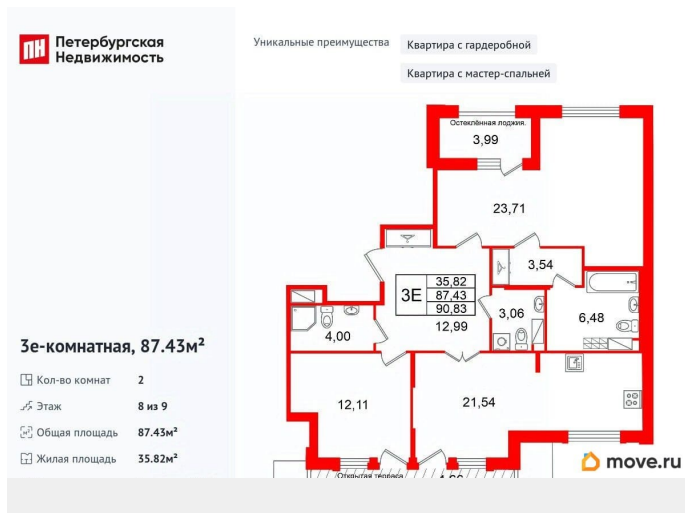 ПН Петербургская
Недвижимость
Уникальные преимущества
Квартира с гардеробной
Квартира с мастер-спальней
Остеклённая лоджия.
3,99
23,71
3,54
3Е
35,82
87,43
90,83
12,99
3,06
6,48
4,00
12,11
21,54
Открытая терраса
3е-комнатная, 87.43м²
Кол-во комнат 2
Этаж 8 из 9
Общая площадь 87.43м²
Жилая площадь 35.82м²
move.ru